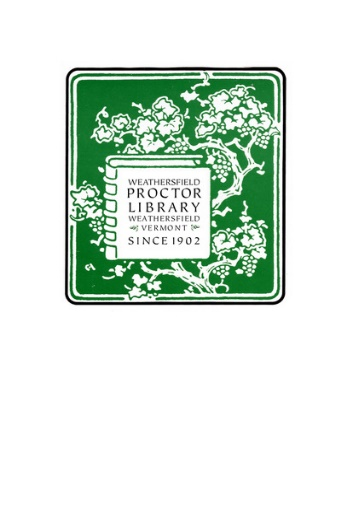 WEATHERSFIELD
PROCTOR
LIBRARY
WEATHERSFIELD
VERMONT
SINCE 1902